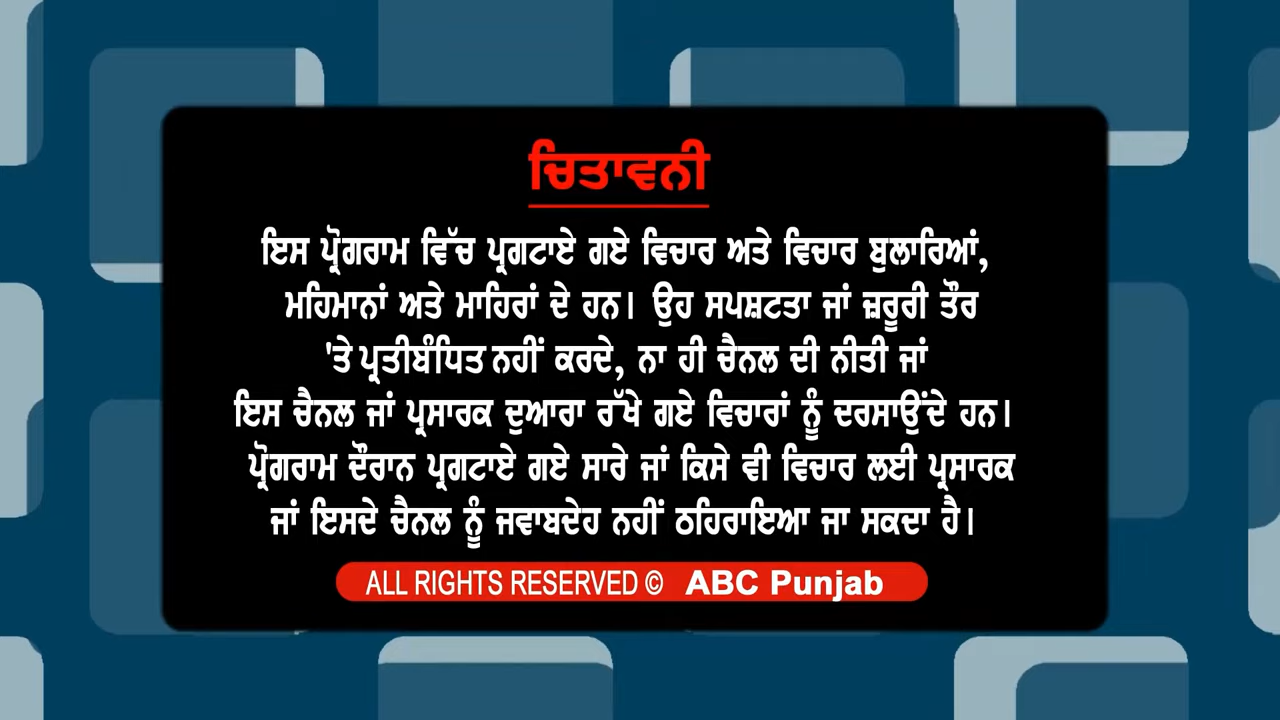 ਚਿਤਾਵਨੀ
ਇਸ ਪ੍ਰੋਗਰਾਮ ਵਿੱਚ ਪ੍ਰਗਟਾਏ ਗਏ ਵਿਚਾਰ ਅਤੇ ਵਿਚਾਰ ਬੁਲਾਰਿਆਂ,
ਮਹਿਮਾਨਾਂ ਅਤੇ ਮਾਹਿਰਾਂ ਦੇ ਹਨ। ਉਹ ਸਪਸ਼ਟਤਾ ਜਾਂ ਜ਼ਰੂਰੀ ਤੌਰ
'ਤੇ ਪ੍ਰਤੀਬੰਧਿਤ ਨਹੀਂ ਕਰਦੇ, ਨਾ ਹੀ ਚੈਨਲ ਦੀ ਨੀਤੀ ਜਾਂ
ਇਸ ਚੈਨਲ ਜਾਂ ਪ੍ਰਸਾਰਕ ਦੁਆਰਾ ਰੱਖੇ ਗਏ ਵਿਚਾਰਾਂ ਨੂੰ ਦਰਸਾਉਂਦੇ ਹਨ।
ਪ੍ਰੋਗਰਾਮ ਦੌਰਾਨ ਪ੍ਰਗਟਾਏ ਗਏ ਸਾਰੇ ਜਾਂ ਕਿਸੇ ਵੀ ਵਿਚਾਰ ਲਈ ਪ੍ਰਸਾਰਕ
ਜਾਂ ਇਸਦੇ ਚੈਨਲ ਨੂੰ ਜਵਾਬਦੇਹ ਨਹੀਂ ਠਹਿਰਾਇਆ ਜਾ ਸਕਦਾ ਹੈ।
ALL RIGHTS RESERVED © ABC Punjab